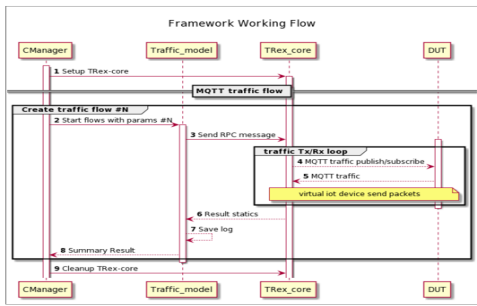 Framework Working Flow
CManager Traffic_model TRex_core DUT
1 Setup TRex-core
MQTT traffic flow
Create traffic flow #N
2 Start flows with params #N
3 Send RPC message
traffic Tx/Rx loop
4 MQTT traffic publish/subscribe
5 MQTT traffic
virtual iot device send packets
6 Result statics
7 Save log
8 Summary Result
9 Cleanup TRex-core
CManager Traffic_model TRex_core DUT